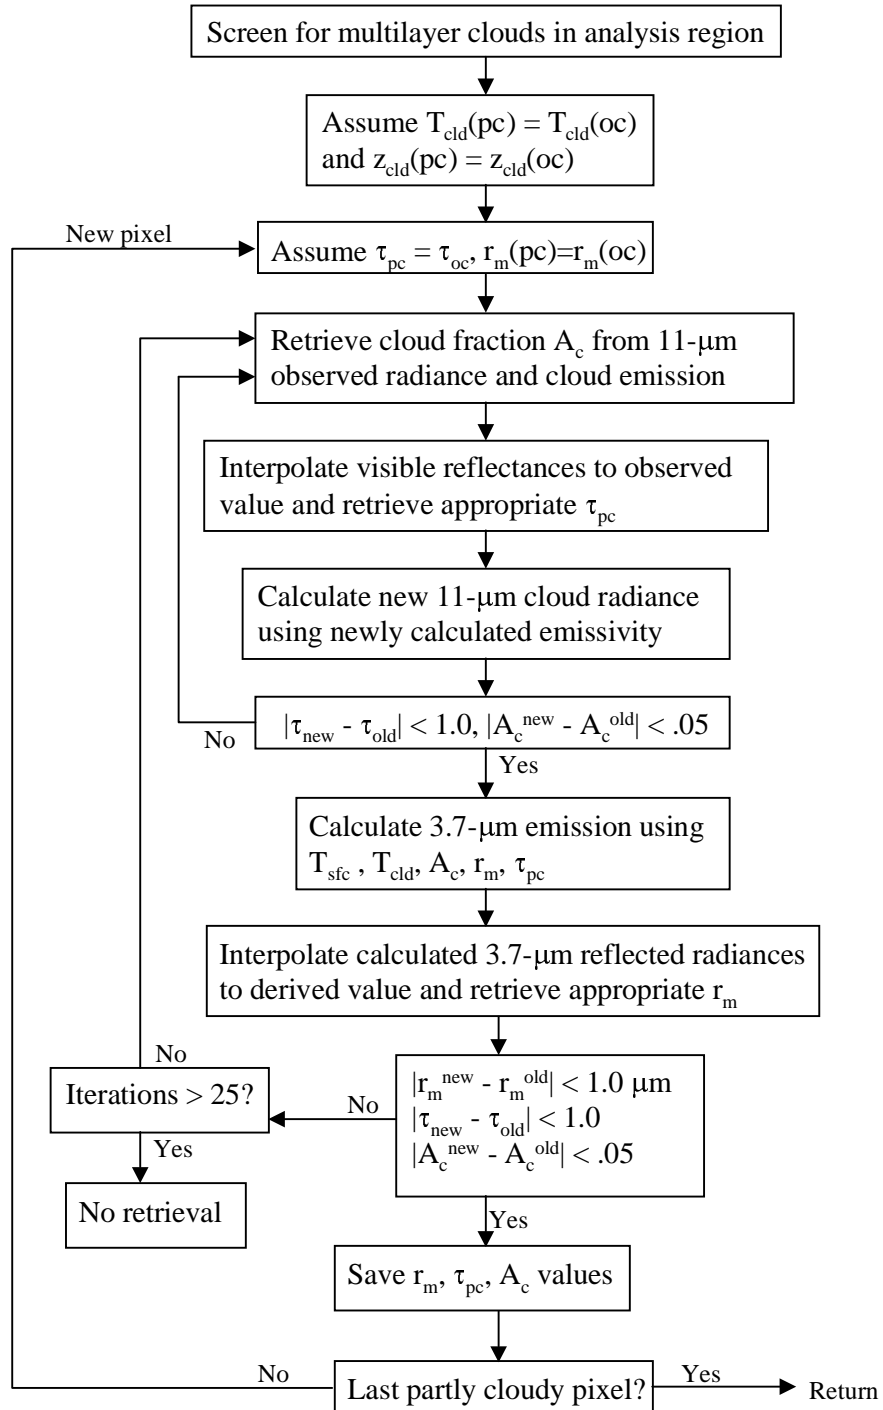 Screen for multilayer clouds in analysis region
Assume T_cld(pc) = T_cld(oc)
and z_cld(pc) = z_cld(oc)
New pixel
Assume τ_pc = τ_oc, r_m(pc)=r_m(oc)
Retrieve cloud fraction A_c from 11-μm
observed radiance and cloud emission
Interpolate visible reflectances to observed
value and retrieve appropriate τ_pc
Calculate new 11-μm cloud radiance
using newly calculated emissivity
|τ_new - τ_old| < 1.0, |A_c^new - A_c^old| < .05
No
Yes
Calculate 3.7-μm emission using
T_sfc , T_cld, A_c, r_m, τ_pc
Interpolate calculated 3.7-μm reflected radiances
to derived value and retrieve appropriate r_m
No
Iterations > 25?
No
|r_m^new - r_m^old| < 1.0 μm
|τ_new - τ_old| < 1.0
|A_c^new - A_c^old| < .05
Yes
No retrieval
Yes
Save r_m, τ_pc, A_c values
No
Last partly cloudy pixel?
Yes
Return